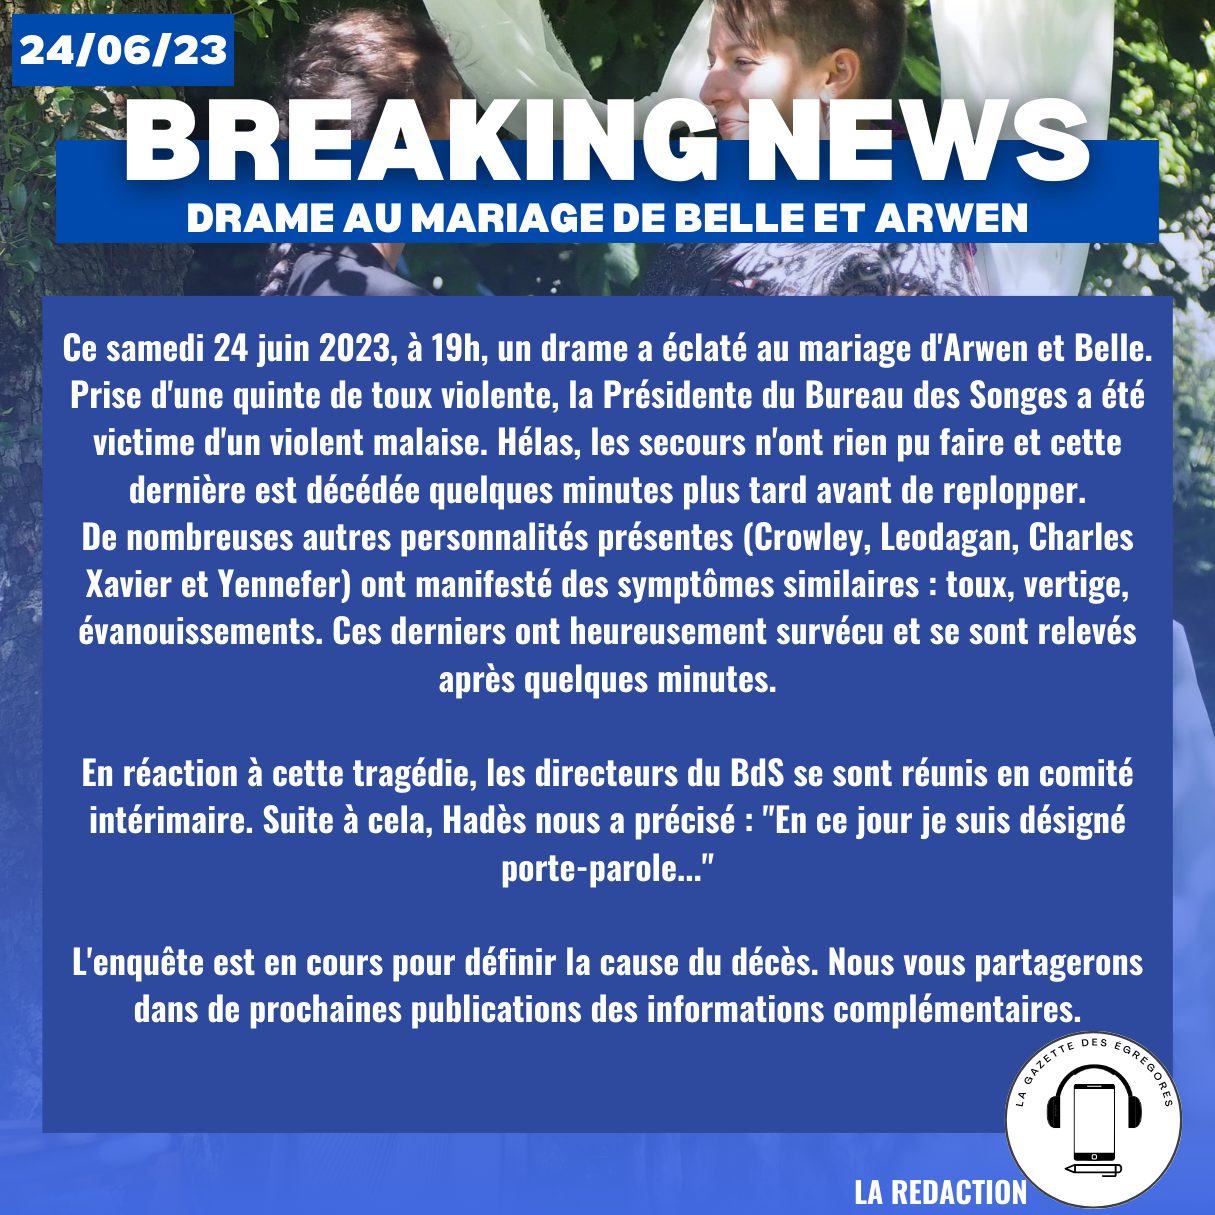 24/06/23
BREAKING NEWS
DRAME AU MARIAGE DE BELLE ET ARWEN
Ce samedi 24 juin 2023, à 19h, un drame a éclaté au mariage d'Arwen et Belle.
Prise d'une quinte de toux violente, la Présidente du Bureau des Songes a été
victime d'un violent malaise. Hélas, les secours n'ont rien pu faire et cette
dernière est décédée quelques minutes plus tard avant de replopper.
De nombreuses autres personnalités présentes (Crowley, Leodagan, Charles
Xavier et Yennefer) ont manifesté des symptômes similaires : toux, vertige,
évanouissements. Ces derniers ont heureusement survécu et se sont relevés
après quelques minutes.
En réaction à cette tragédie, les directeurs du BdS se sont réunis en comité
intérimaire. Suite à cela, Hadès nous a précisé : "En ce jour je suis désigné
porte-parole..."
L'enquête est en cours pour définir la cause du décès. Nous vous partagerons
dans de prochaines publications des informations complémentaires.
LA GAZETTE DES ÉGRÉGORES
LA REDACTION